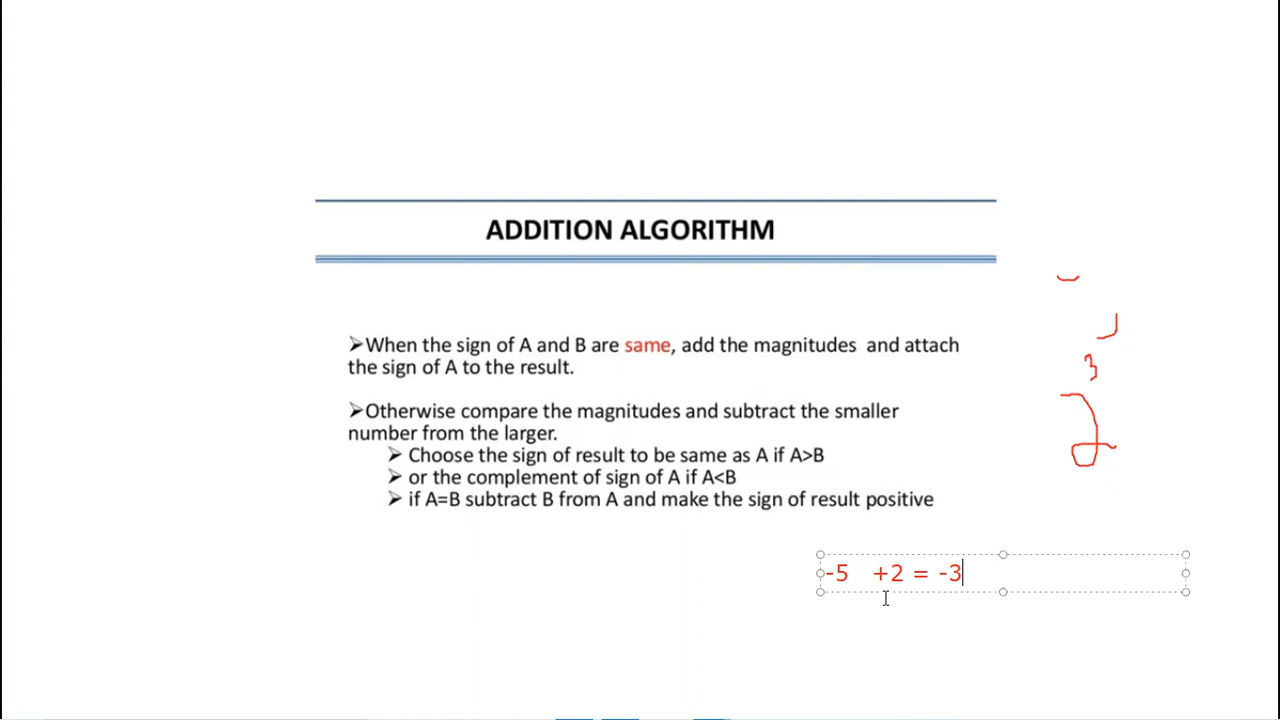 ADDITION ALGORITHM
➢When the sign of A and B are same, add the magnitudes and attach
the sign of A to the result.
➢Otherwise compare the magnitudes and subtract the smaller
number from the larger.
➢ Choose the sign of result to be same as A if A>B
➢ or the complement of sign of A if A<B
➢ if A=B subtract B from A and make the sign of result positive
3
-5 +2 = -3